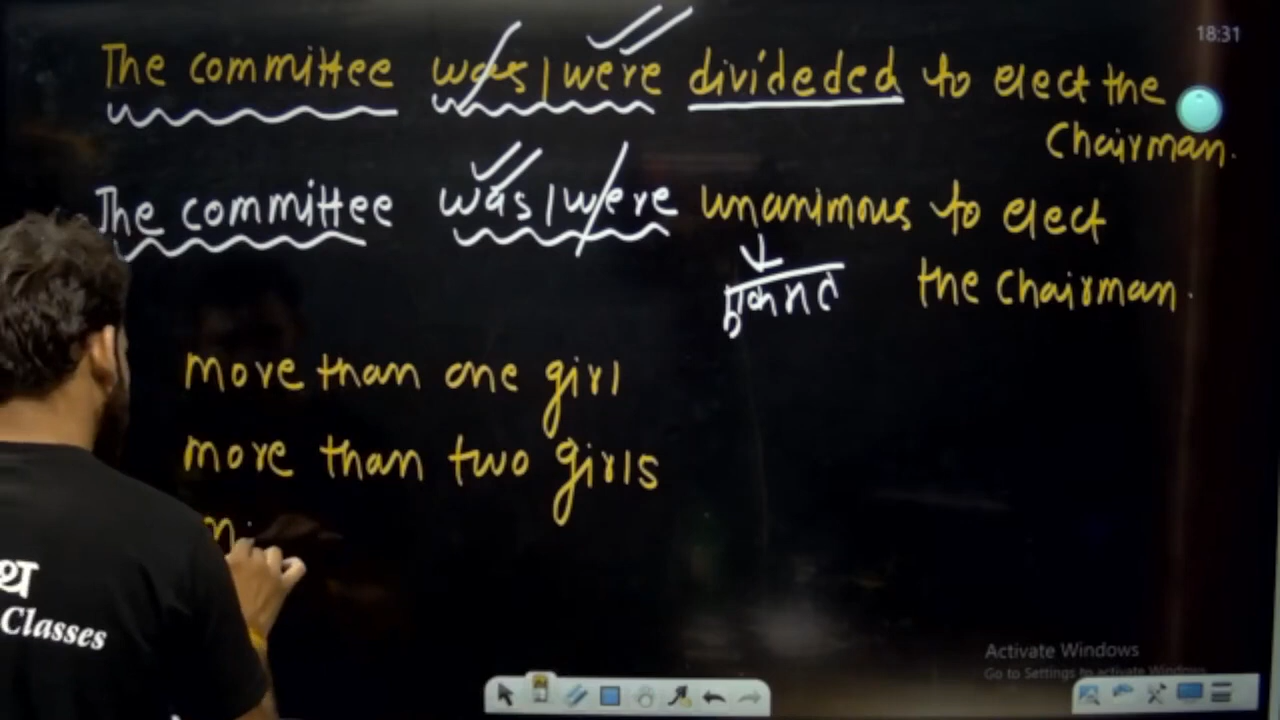 18:31
The committee was / were divideded to elect the
Chairman.
The committee was / were unanimous to elect
the Chairman.
more than one girl
more than two girls
m
थ
Classes
Activate Windows
Go to Settings to activate Windows.